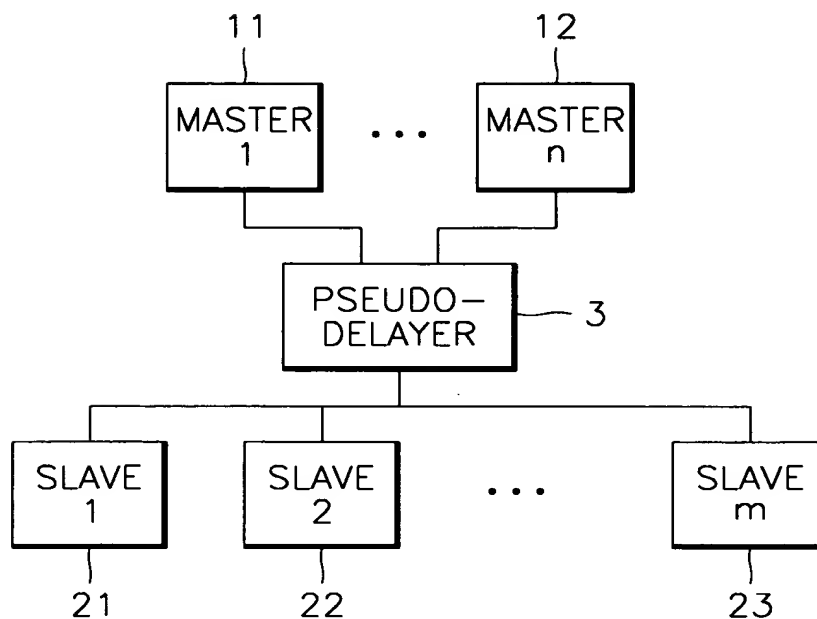 11 12
MASTER 1 ... MASTER n
PSEUDO-
DELAYER
3
SLAVE 1 SLAVE 2 ... SLAVE m
21 22 23